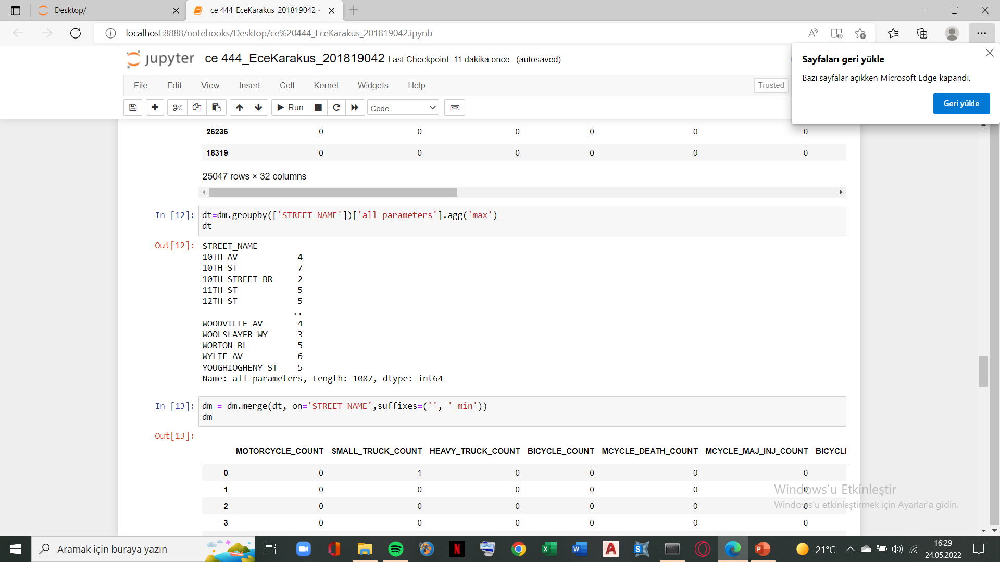 Desktop/
ce 444_EceKarakus_201819042 -
localhost:8888/notebooks/Desktop/ce%20444_EceKarakus_201819042.ipynb
Sayfaları geri yükle
Bazı sayfalar açıkken Microsoft Edge kapandı.
Geri yükle
jupyter ce 444_EceKarakus_201819042 Last Checkpoint: 11 dakika önce (autosaved)
File Edit View Insert Cell Kernel Widgets Help Trusted
Run Code
26236 0 0 0 0 0 0
18319 0 0 0 0 0 0
25047 rows × 32 columns
In [12]: dt=dm.groupby(['STREET_NAME'])['all parameters'].agg('max')
dt
Out[12]: STREET_NAME
10TH AV 4
10TH ST 7
10TH STREET BR 2
11TH ST 5
12TH ST 5
..
WOODVILLE AV 4
WOOLSLAYER WY 3
WORTON BL 5
WYLIE AV 6
YOUGHIOGHENY ST 5
Name: all parameters, Length: 1087, dtype: int64
In [13]: dm = dm.merge(dt, on='STREET_NAME',suffixes=('', '_min'))
dm
Out[13]:
MOTORCYCLE_COUNT SMALL_TRUCK_COUNT HEAVY_TRUCK_COUNT BICYCLE_COUNT MCYCLE_DEATH_COUNT MCYCLE_MAJ_INJ_COUNT BICYCLI
0 0 1 0 0 0 0
1 0 0 0 0 0 0
2 0 0 0 0 0 0
3 0 0 0 0 0 0
Windows'u Etkinleştir
Windows'u etkinleştirmek için Ayarlar'a gidin.
Aramak için buraya yazın
21°C
16:29
24.05.2022